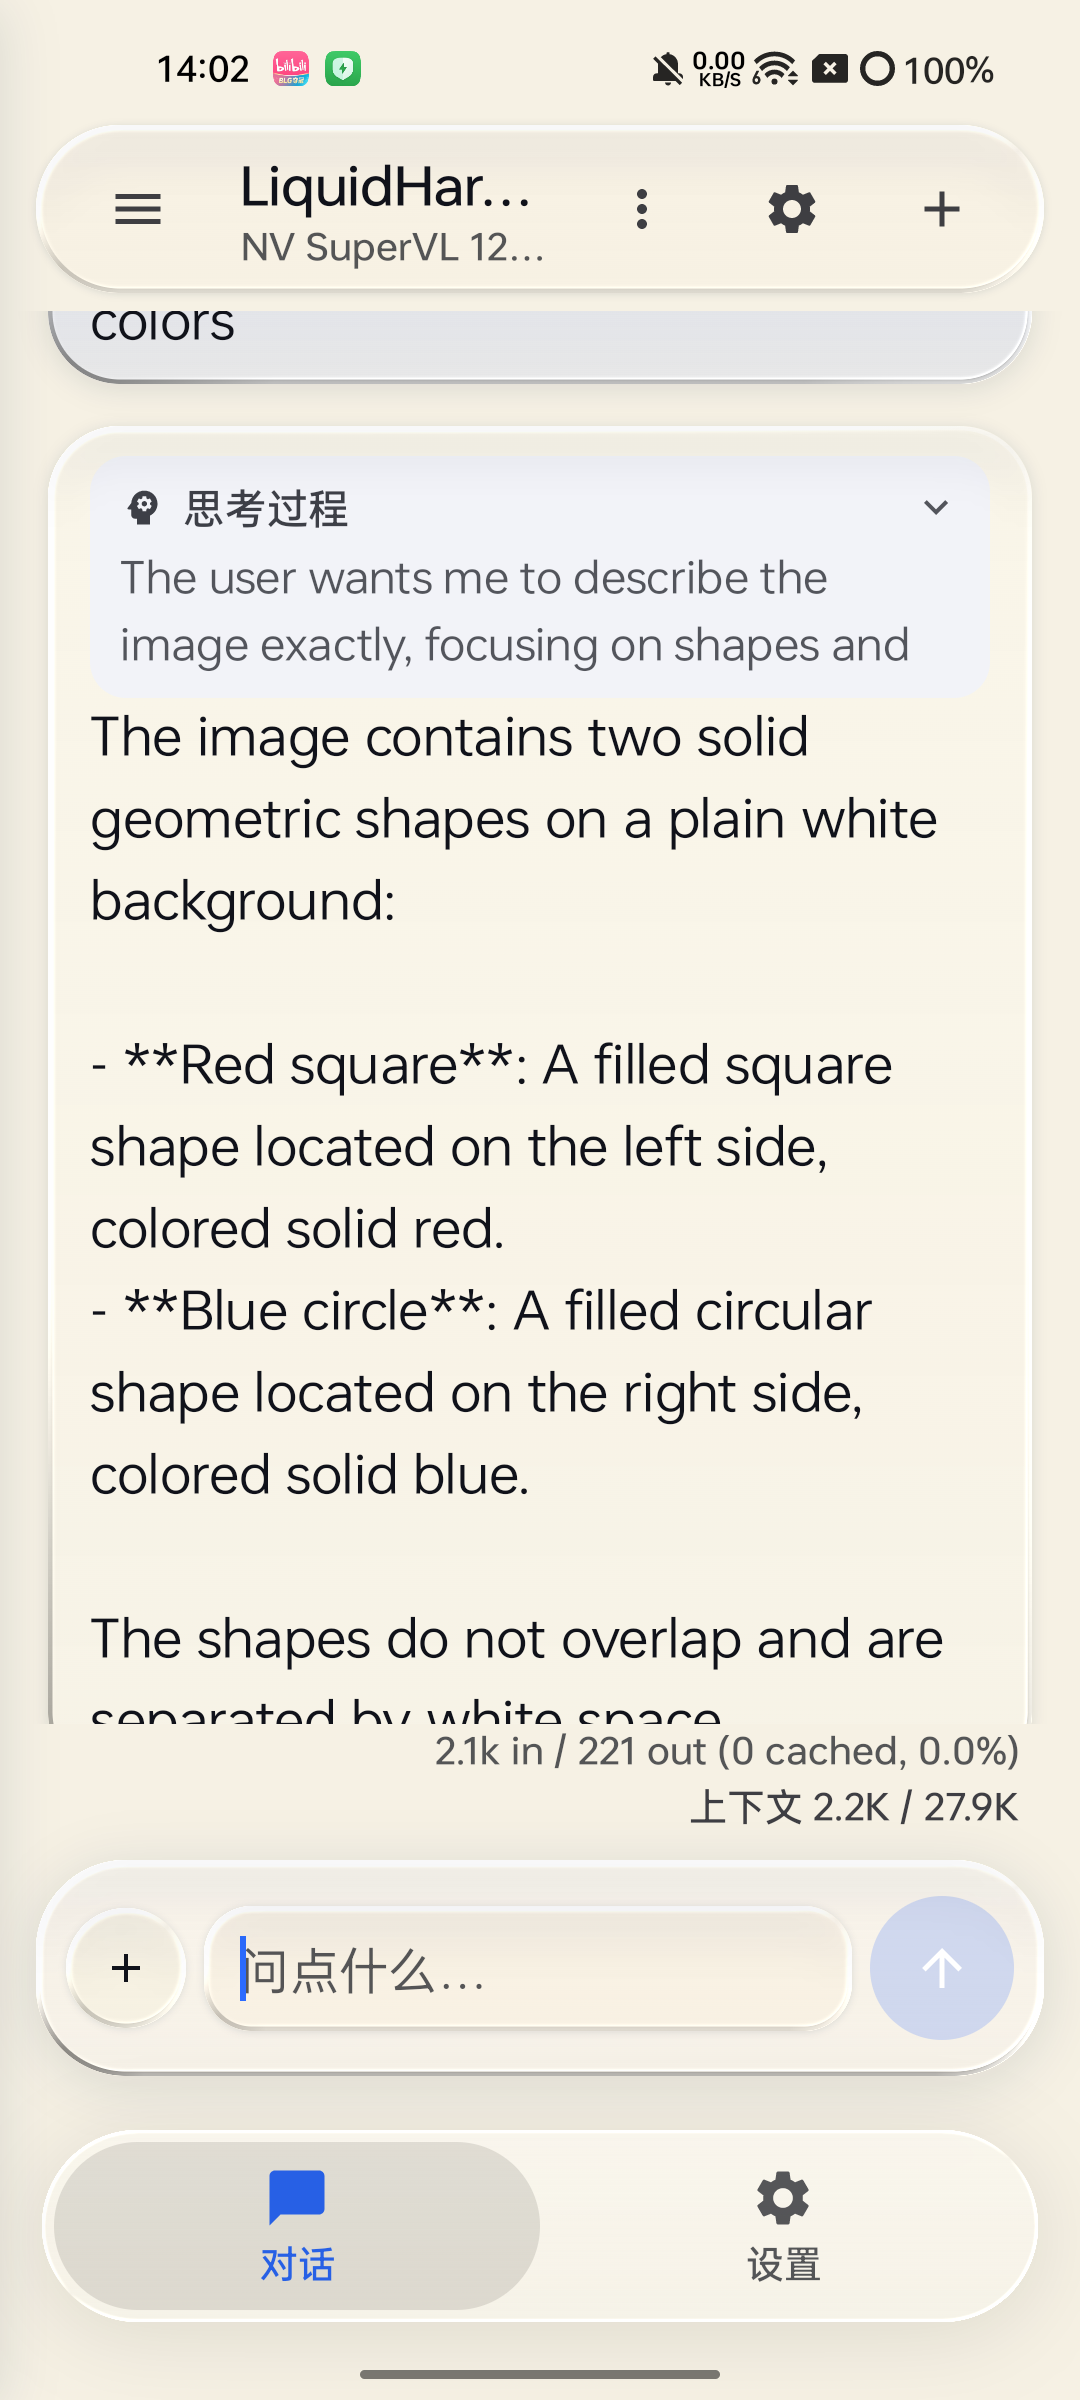 14:02
0.00
KB/S
6
100%
LiquidHar...
NV SuperVL 12...
colors
思考过程
The user wants me to describe the
image exactly, focusing on shapes and
The image contains two solid
geometric shapes on a plain white
background:
- **Red square**: A filled square
shape located on the left side,
colored solid red.
- **Blue circle**: A filled circular
shape located on the right side,
colored solid blue.
The shapes do not overlap and are
separated by white space
2.1k in / 221 out (0 cached, 0.0%)
上下文 2.2K / 27.9K
问点什么...
对话
设置